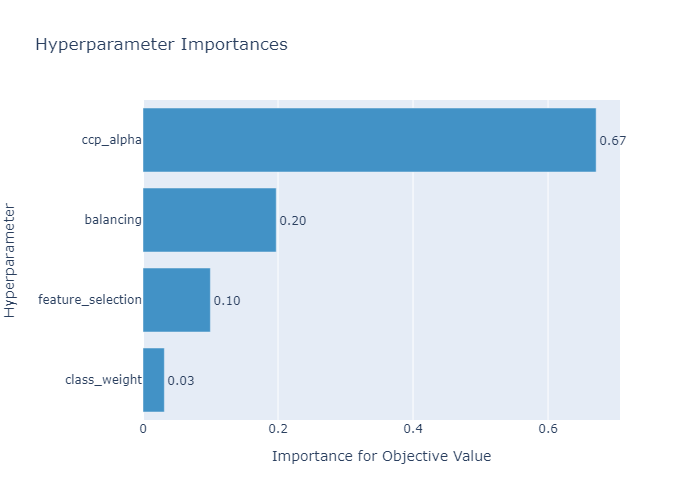 Hyperparameter Importances
Hyperparameter
ccp_alpha
0.67
balancing
0.20
feature_selection
0.10
class_weight
0.03
0
0.2
0.4
0.6
Importance for Objective Value